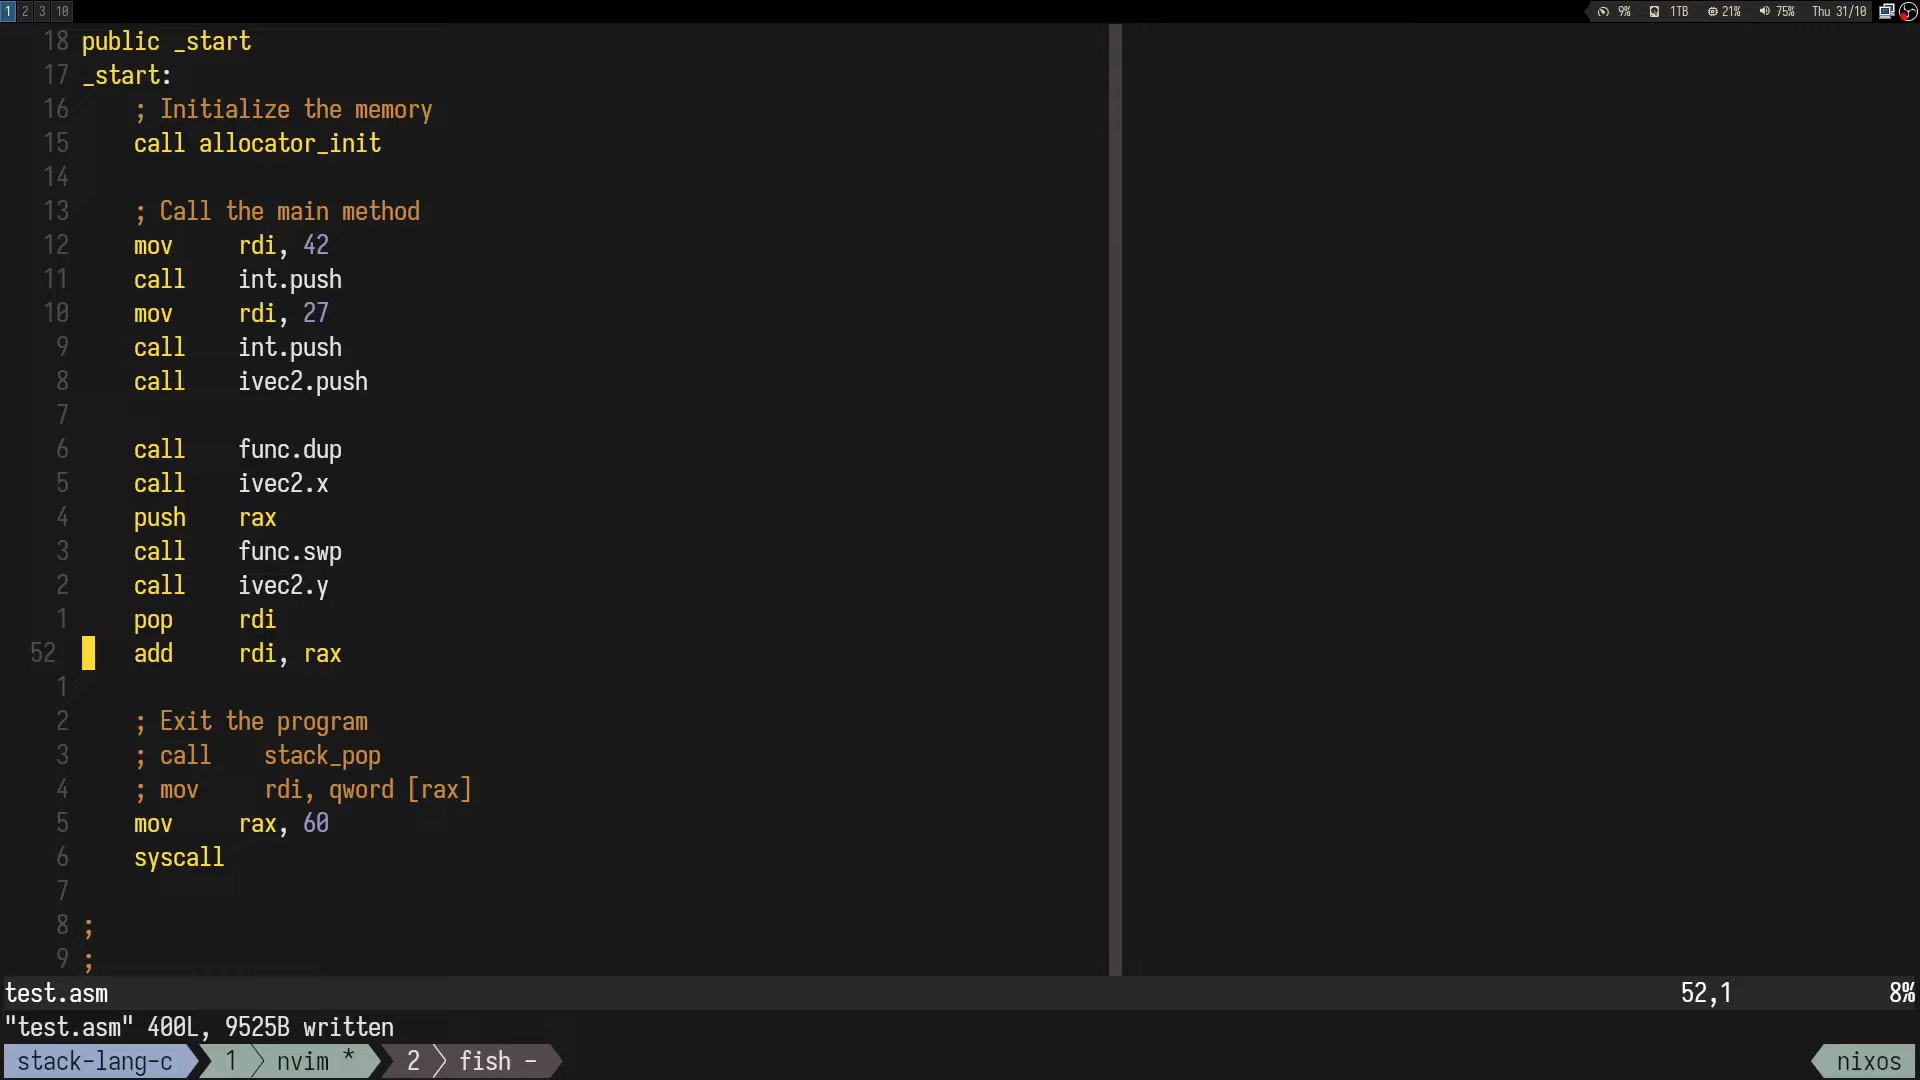 1 2 3 10 9% 1TB 21% 75% Thu 31/10
18 public _start
17 _start:
16 ; Initialize the memory
15 call allocator_init
14
13 ; Call the main method
12 mov rdi, 42
11 call int.push
10 mov rdi, 27
9 call int.push
8 call ivec2.push
7
6 call func.dup
5 call ivec2.x
4 push rax
3 call func.swp
2 call ivec2.y
1 pop rdi
52 add rdi, rax
1
2 ; Exit the program
3 ; call stack_pop
4 ; mov rdi, qword [rax]
5 mov rax, 60
6 syscall
7
8 ;
9 ;
test.asm 52,1 8%
"test.asm" 400L, 9525B written
stack-lang-c 1 nvim * 2 fish - nixos